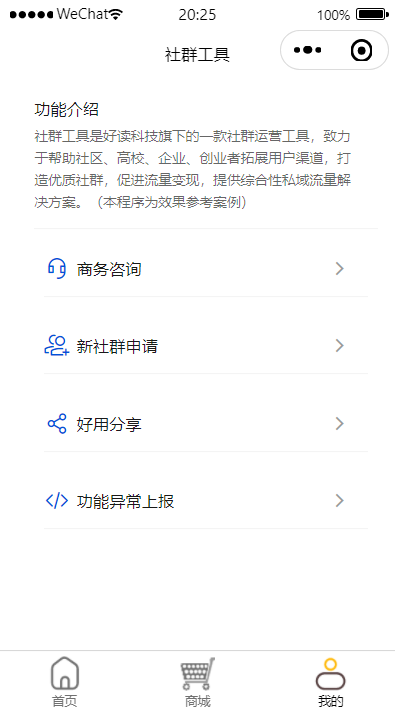 WeChat 20:25 100%
社群工具
功能介绍
社群工具是好读科技旗下的一款社群运营工具，致力
于帮助社区、高校、企业、创业者拓展用户渠道，打
造优质社群，促进流量变现，提供综合性私域流量解
决方案。（本程序为效果参考案例）
商务咨询
新社群申请
好用分享
功能异常上报
首页 商城 我的